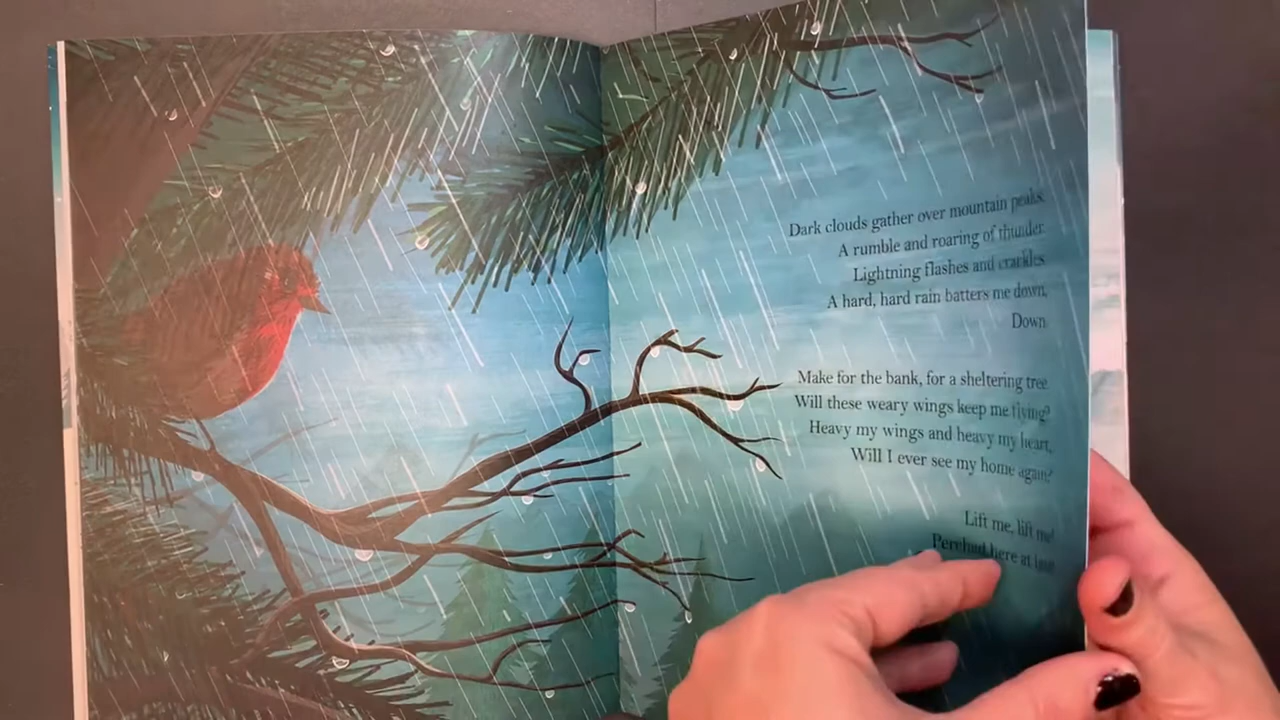 Dark clouds gather over mountain peaks.
A rumble and roaring of thunder.
Lightning flashes and crackles.
A hard, hard rain batters me down,
Down.
Make for the bank, for a sheltering tree.
Will these weary wings keep me flying?
Heavy my wings and heavy my heart,
Will I ever see my home again?
Lift me, lift me!
Perched here at last